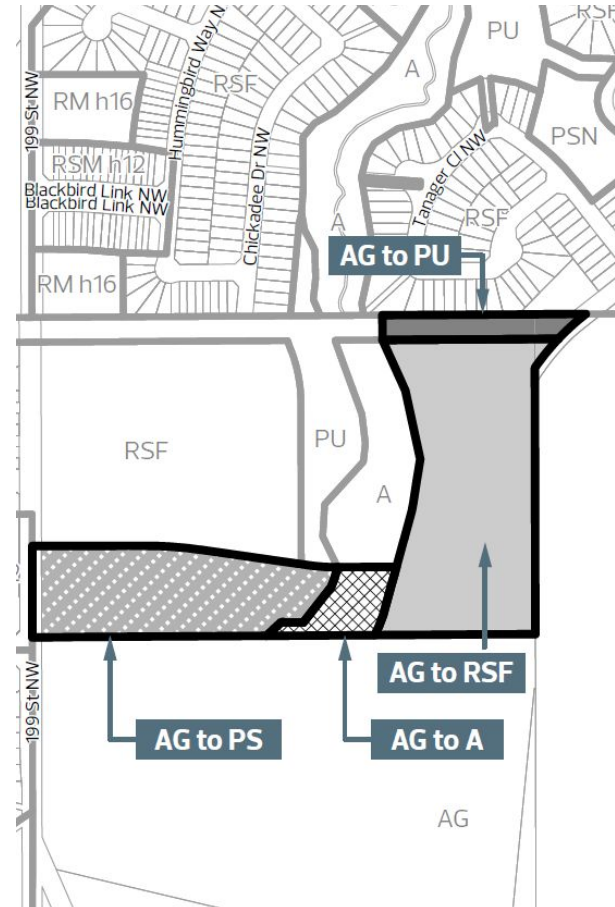 PU
RSF
A
RSF
199 St NW
RM h16
Hummingbird Way N
PSN
RSM h12
Blackbird Link NW
Blackbird Link NW
Chickadee Dr NW
Tanager Cl NW
RSF
A
AG to PU
RM h16
RSF
PU
A
AG to RSF
199 St NW
AG to PS
AG to A
AG